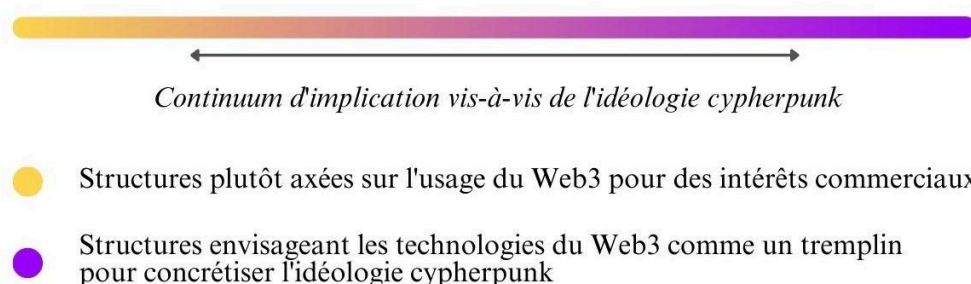 Continuum d'implication vis-à-vis de l'idéologie cypherpunk
Structures plutôt axées sur l'usage du Web3 pour des intérêts commerciaux
Structures envisageant les technologies du Web3 comme un tremplin
pour concrétiser l'idéologie cypherpunk